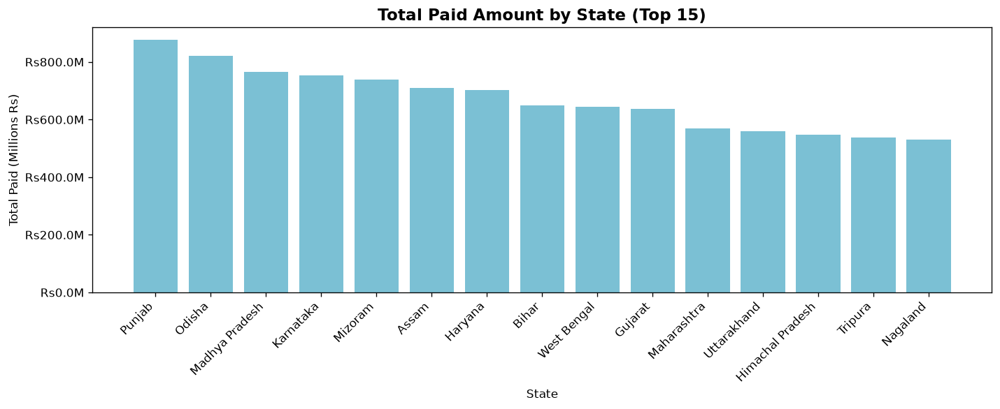 Total Paid Amount by State (Top 15)
Total Paid (Millions Rs)
Rs800.0M
Rs600.0M
Rs400.0M
Rs200.0M
Rs0.0M
Punjab
Odisha
Madhya Pradesh
Karnataka
Mizoram
Assam
Haryana
Bihar
West Bengal
Gujarat
Maharashtra
Uttarakhand
Himachal Pradesh
Tripura
Nagaland
State